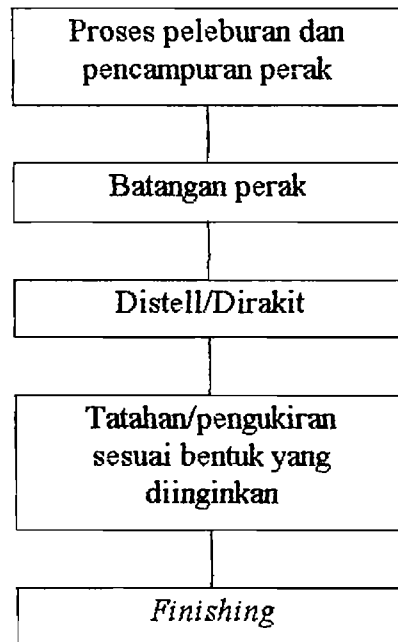 Proses peleburan dan
pencampuran perak
Batangan perak
Distell/Dirakit
Tatahan/pengukiran
sesuai bentuk yang
diinginkan
Finishing